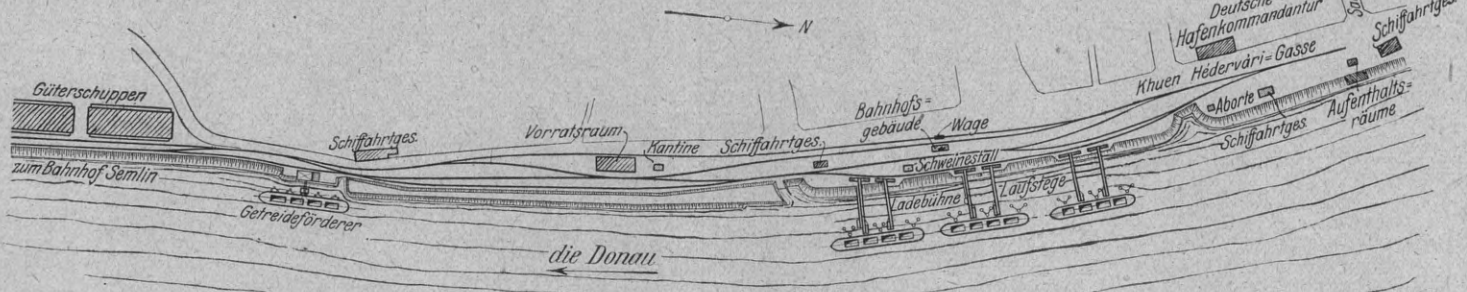 N
Deutsche
Hafenkommandantur
Schiffahrtges.
Khuen Hédervári=Gasse
Güterschuppen
Schiffahrtges.
Vorratsraum
Kantine
Schiffahrtges.
Bahnhofs=
gebäude
Wage
Aborte
Schiffahrtges.
Aufenthalts=
räume
Schweinestall
zum Bahnhof Semlin
Getreideförderer
Ladebühne
Laufstege
die Donau